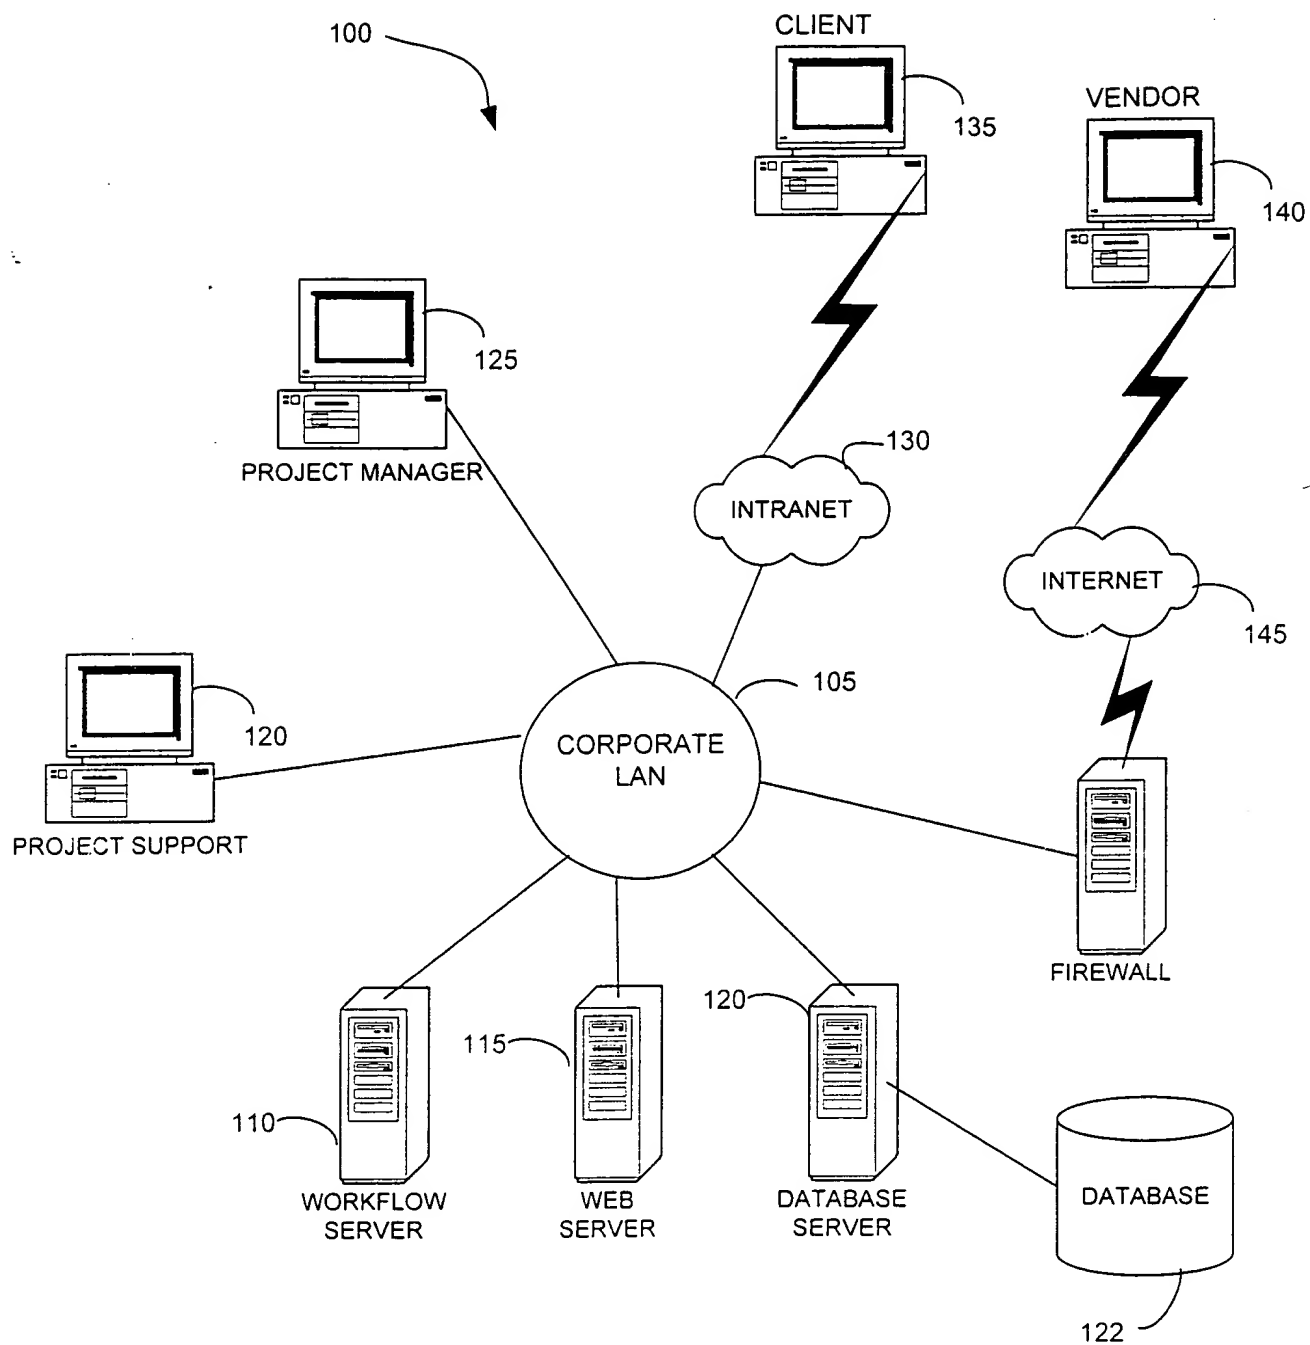 CLIENT
100
135
VENDOR
140
125
PROJECT MANAGER
130
INTRANET
INTERNET
145
105
120
CORPORATE
LAN
PROJECT SUPPORT
FIREWALL
120
115
110
WORKFLOW
SERVER
WEB
SERVER
DATABASE
SERVER
DATABASE
122